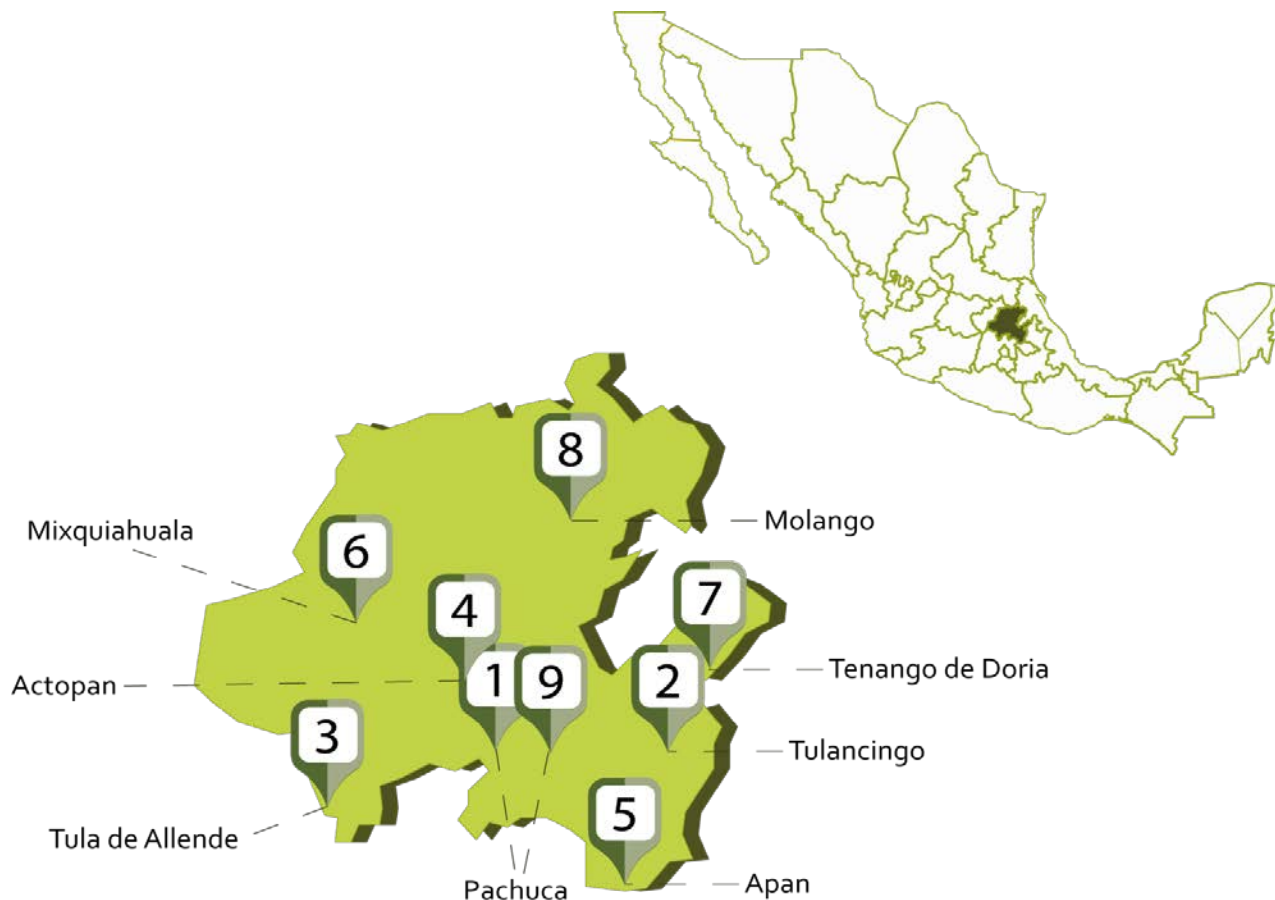 8
Molango
Mixquiahuala
6
7
4
Tenango de Doria
Actopan
1
9
2
3
Tulancingo
5
Tula de Allende
Pachuca
Apan